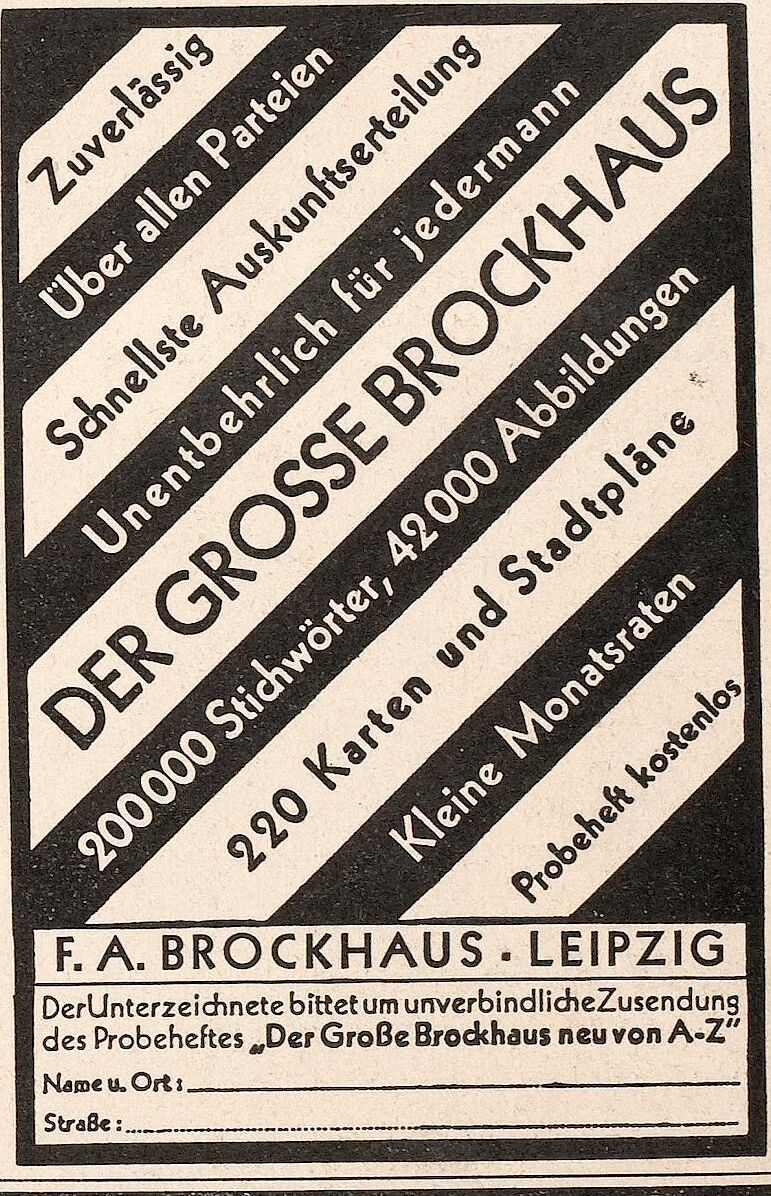 Zuverlässig
Über allen Parteien
Schnellste Auskunftserteilung
Unentbehrlich für jedermann
DER GROSSE BROCKHAUS
200000 Stichwörter, 42000 Abbildungen
220 Karten und Stadtpläne
Kleine Monatsraten
Probeheft kostenlos
F. A. BROCKHAUS · LEIPZIG
Der Unterzeichnete bittet um unverbindliche Zusendung
des Probeheftes „Der Große Brockhaus neu von A-Z"
Name u. Ort:
Straße: